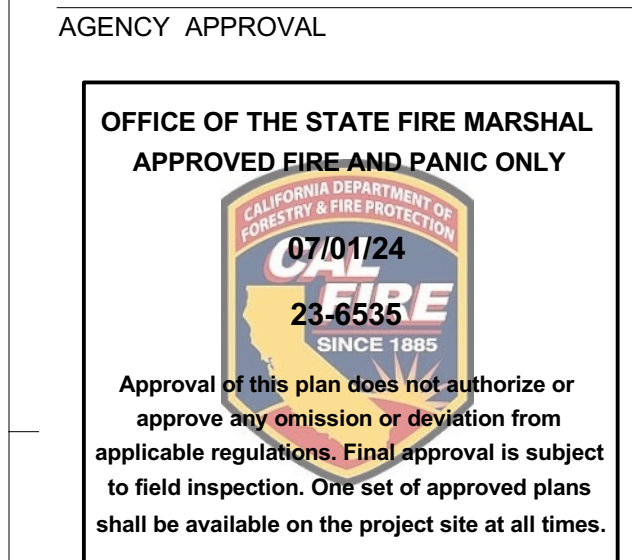 AGENCY APPROVAL
OFFICE OF THE STATE FIRE MARSHAL
APPROVED FIRE AND PANIC ONLY
CALIFORNIA DEPARTMENT OF
FORESTRY & FIRE PROTECTION
07/01/24
CAL
FIRE
23-6535
SINCE 1885
Approval of this plan does not authorize or
approve any omission or deviation from
applicable regulations. Final approval is subject
to field inspection. One set of approved plans
shall be available on the project site at all times.